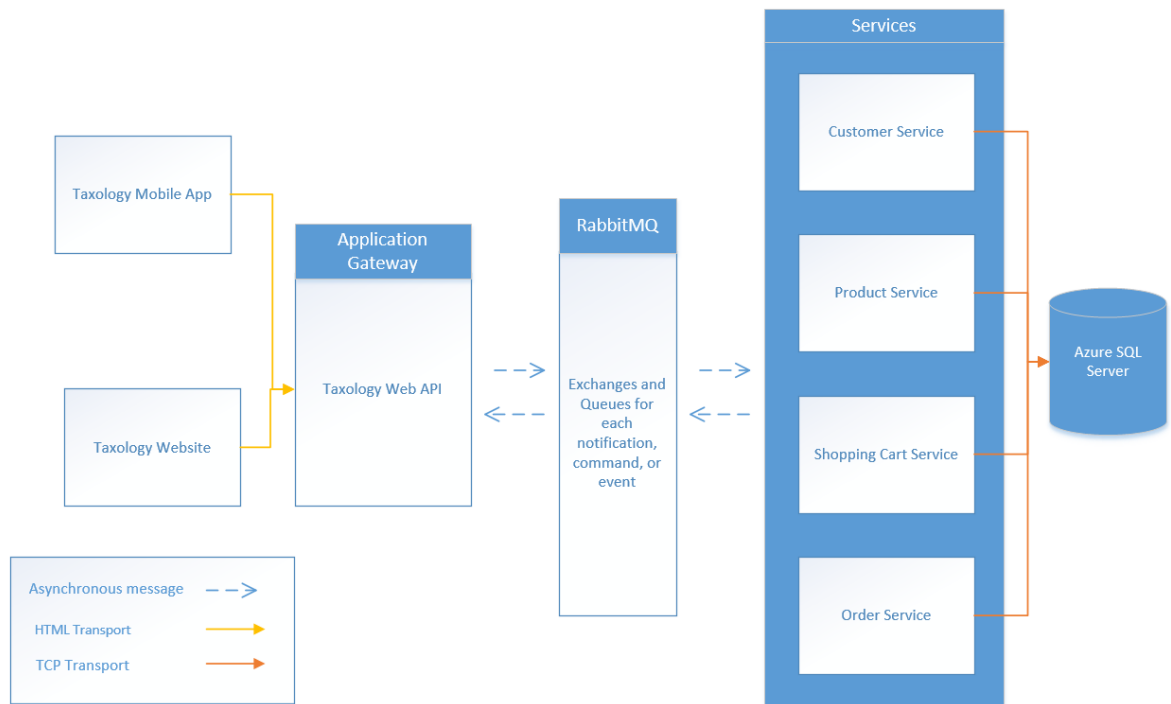 Services
Customer Service
Taxology Mobile App
Application
Gateway
RabbitMQ
Product Service
Taxology Web API
Exchanges and
Queues for
each
notification,
command, or
event
Azure SQL
Server
Taxology Website
Shopping Cart Service
Order Service
Asynchronous message
HTML Transport
TCP Transport